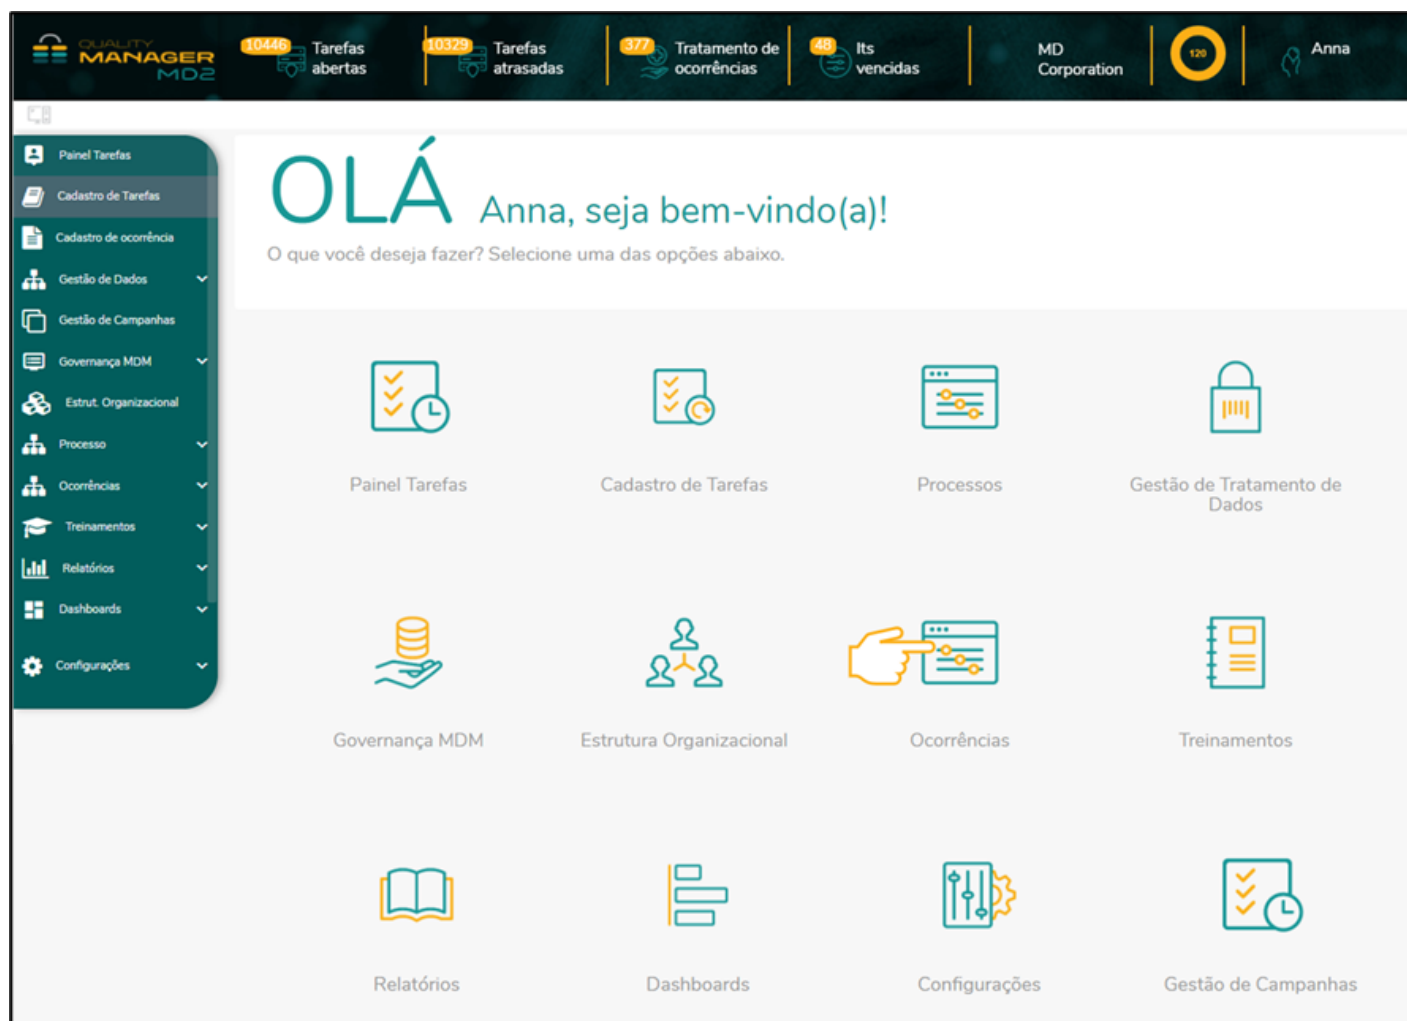 QUALITY
MANAGER
MD2
10446 Tarefas
abertas
10329 Tarefas
atrasadas
377 Tratamento de
ocorrências
48 Its
vencidas
MD
Corporation
120
Anna
Painel Tarefas
Cadastro de Tarefas
Cadastro de ocorrência
Gestão de Dados
Gestão de Campanhas
Governança MDM
Estrut. Organizacional
Processo
Ocorrências
Treinamentos
Relatórios
Dashboards
Configurações
OLÁ Anna, seja bem-vindo(a)!
O que você deseja fazer? Selecione uma das opções abaixo.
Painel Tarefas
Cadastro de Tarefas
Processos
Gestão de Tratamento de
Dados
Governança MDM
Estrutura Organizacional
Ocorrências
Treinamentos
Relatórios
Dashboards
Configurações
Gestão de Campanhas